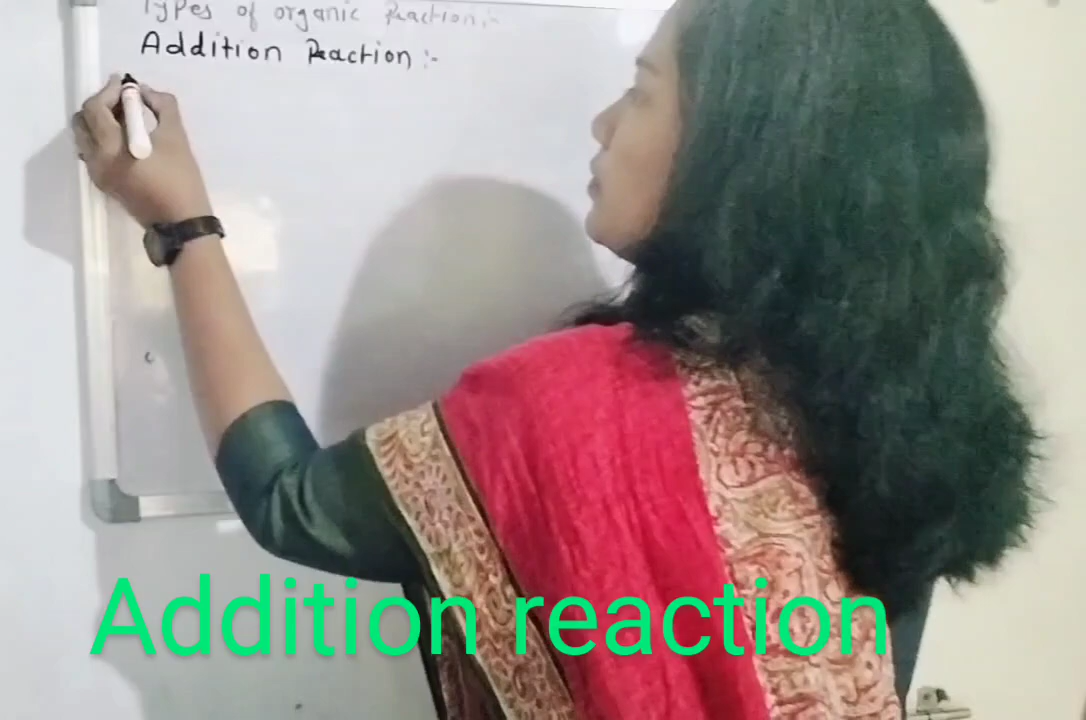 Types of organic Reaction:-
Addition Reaction:-
Addition reaction